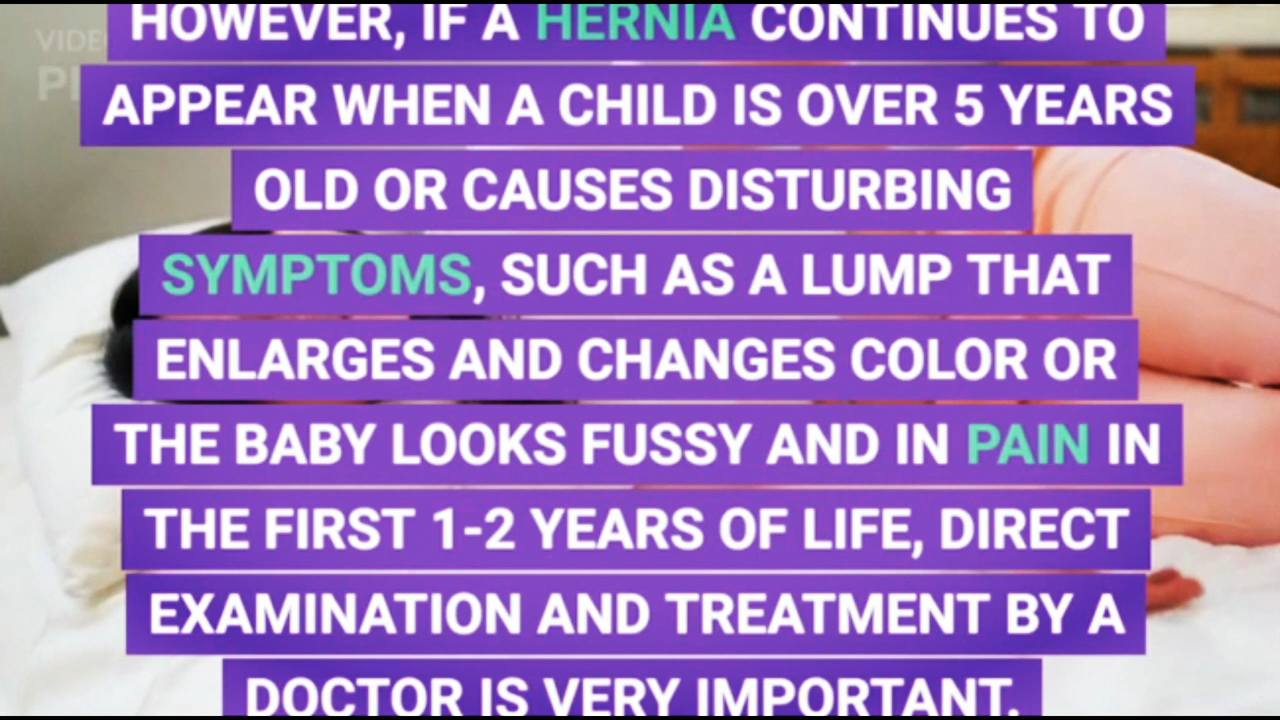 VIDE
HOWEVER, IF A HERNIA CONTINUES TO
APPEAR WHEN A CHILD IS OVER 5 YEARS
OLD OR CAUSES DISTURBING
SYMPTOMS, SUCH AS A LUMP THAT
ENLARGES AND CHANGES COLOR OR
THE BABY LOOKS FUSSY AND IN PAIN IN
THE FIRST 1-2 YEARS OF LIFE, DIRECT
EXAMINATION AND TREATMENT BY A
DOCTOR IS VERY IMPORTANT.